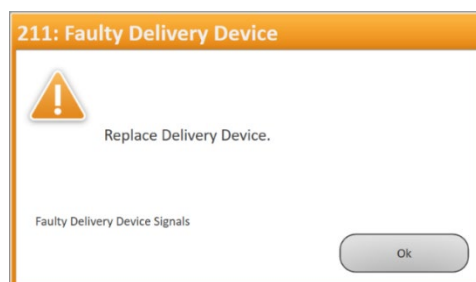 211: Faulty Delivery Device
Replace Delivery Device.
Faulty Delivery Device Signals
Ok